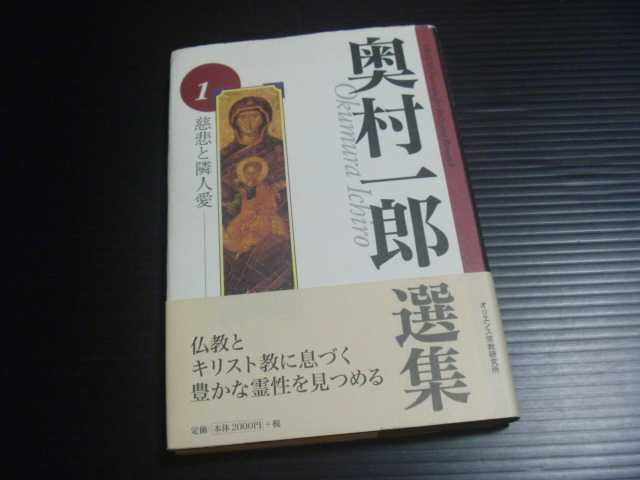 奥村一郎
選集
Okumura Ichiro
1
慈悲と隣人愛
オリエンス宗教研究所
仏教と
キリスト教に息づく
豊かな霊性を見つめる
定価 本体2000円+税